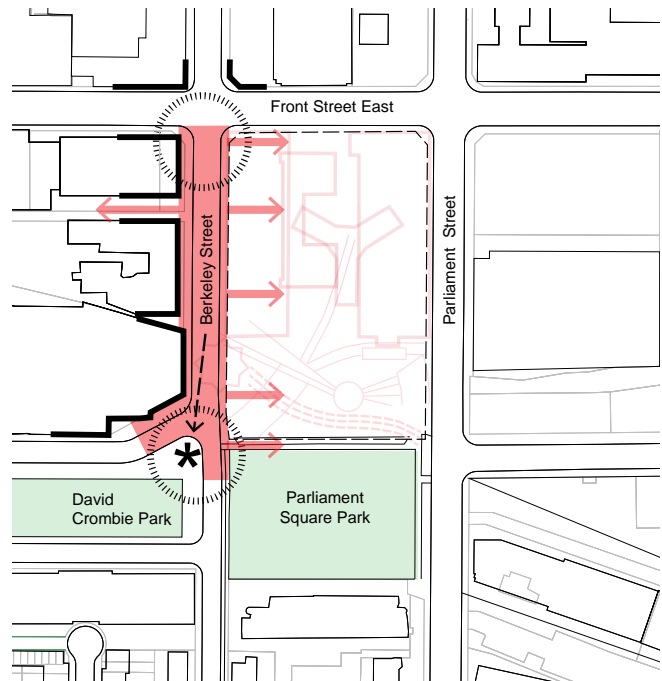 Front Street East
Berkeley Street
Parliament Street
*
David
Crombie Park
Parliament
Square Park